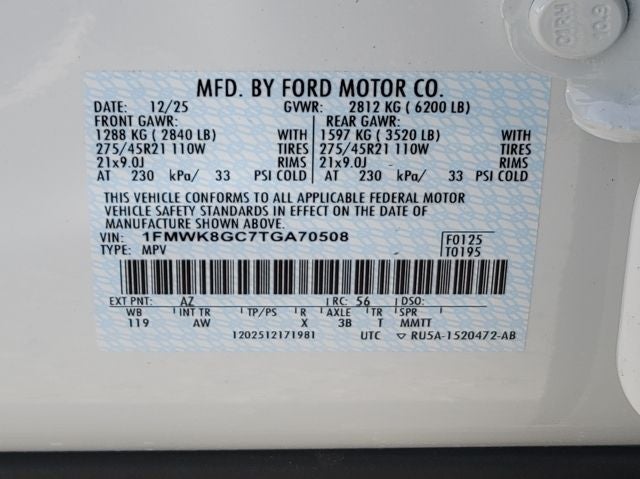 DIRH 10.9
MFD. BY FORD MOTOR CO.
DATE: 12/25 GVWR: 2812 KG ( 6200 LB)
FRONT GAWR: REAR GAWR:
1288 KG ( 2840 LB) WITH 1597 KG ( 3520 LB) WITH
275/45R21 110W TIRES 275/45R21 110W TIRES
21x9.0J RIMS 21x9.0J RIMS
AT 230 kPa/ 33 PSI COLD AT 230 kPa/ 33 PSI COLD
THIS VEHICLE CONFORMS TO ALL APPLICABLE FEDERAL MOTOR
VEHICLE SAFETY STANDARDS IN EFFECT ON THE DATE OF
MANUFACTURE SHOWN ABOVE.
VIN: 1FMWK8GC7TGA70508 F0125
TYPE: MPV T0195
EXT PNT: AZ RC: 56 DSO:
WB INT TR TP/PS R AXLE TR SPR
119 AW X 3B T MMTT
1202512171981 UTC ▽ RU5A-1520472-AB